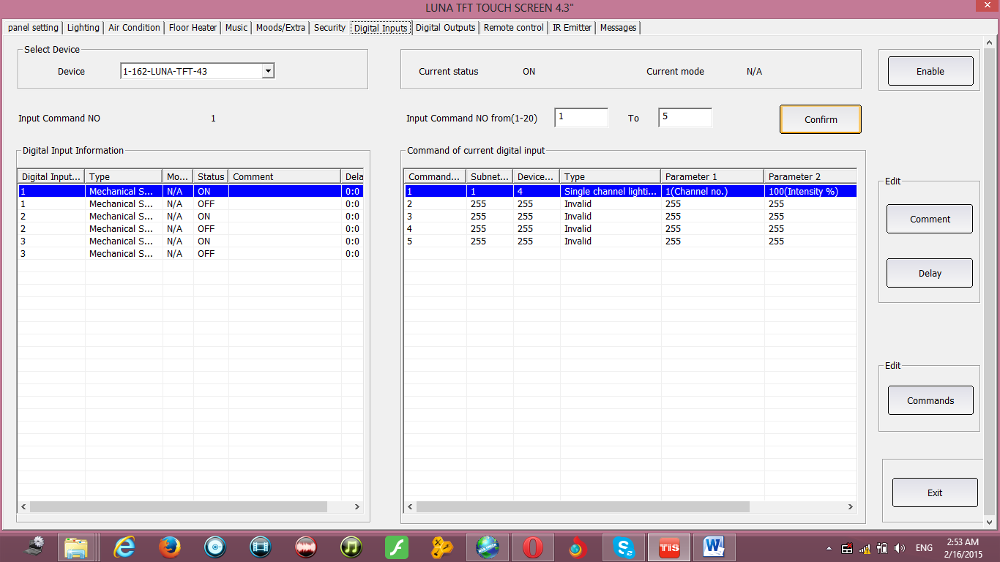 LUNA TFT TOUCH SCREEN 4.3"
panel setting Lighting Air Condition Floor Heater Music Moods/Extra Security Digital Inputs Digital Outputs Remote control IR Emitter Messages
Select Device
Device 1-162-LUNA-TFT-43 Current status ON Current mode N/A Enable
Input Command NO 1 Input Command NO from(1-20) 1 To 5 Confirm
Digital Input Information Command of current digital input
Digital Input... Type Mo... Status Comment Dela Command... Subnet... Device... Type Parameter 1 Parameter 2
1 Mechanical S... N/A ON 0:0 1 1 4 Single channel lighti... 1(Channel no.) 100(Intensity %)
1 Mechanical S... N/A OFF 0:0 2 255 255 Invalid 255 255
2 Mechanical S... N/A ON 0:0 3 255 255 Invalid 255 255
2 Mechanical S... N/A OFF 0:0 4 255 255 Invalid 255 255
3 Mechanical S... N/A ON 0:0 5 255 255 Invalid 255 255
3 Mechanical S... N/A OFF 0:0
Edit
Comment
Delay
Edit
Commands
Exit
TIS
ENG 2:53 AM
2/16/2015